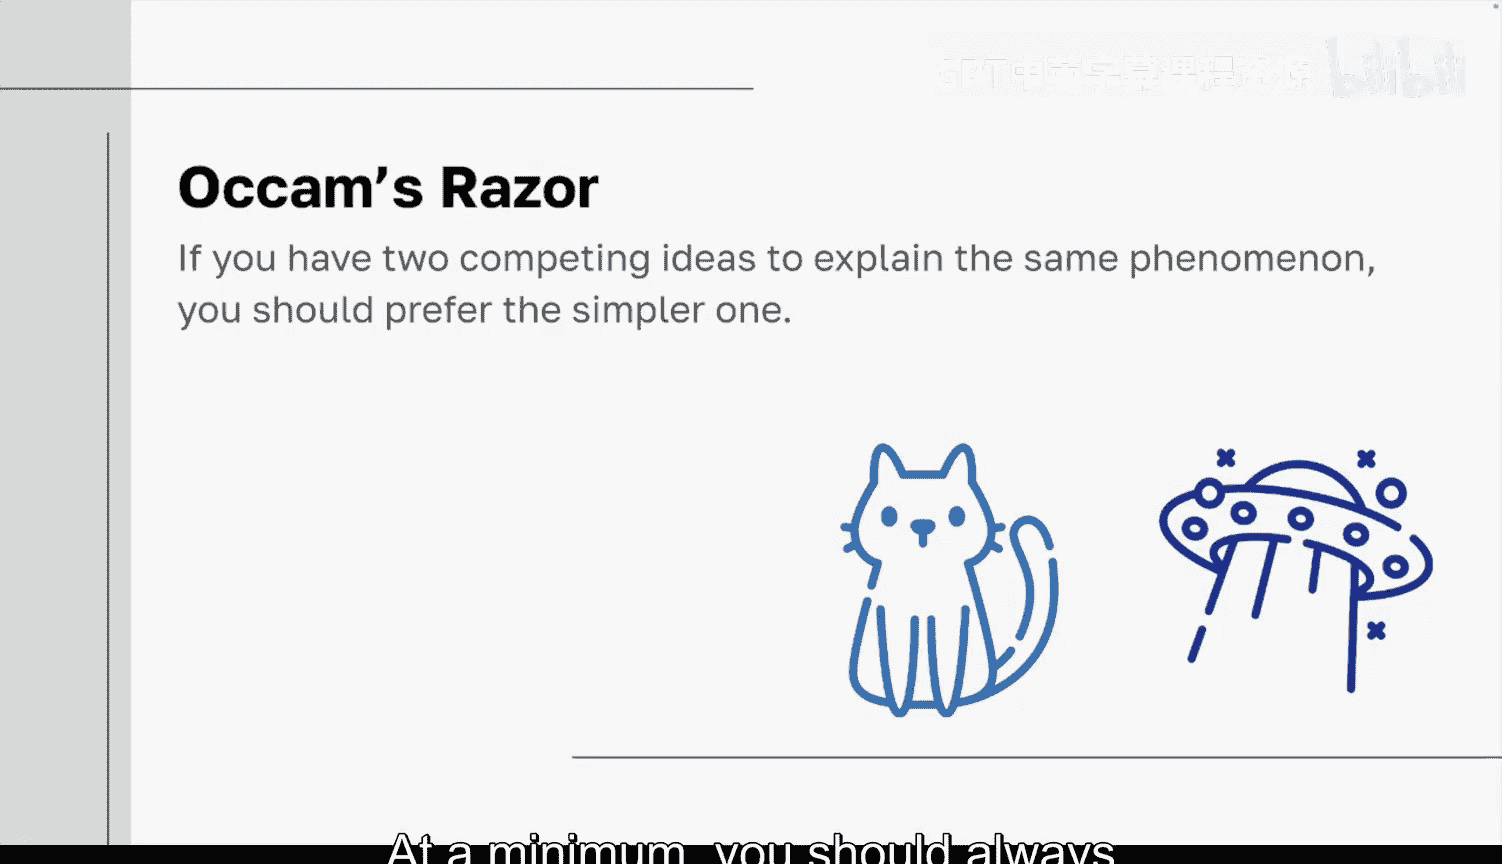 bilibili
Occam’s Razor
If you have two competing ideas to explain the same phenomenon,
you should prefer the simpler one.
At a minimum, you should always